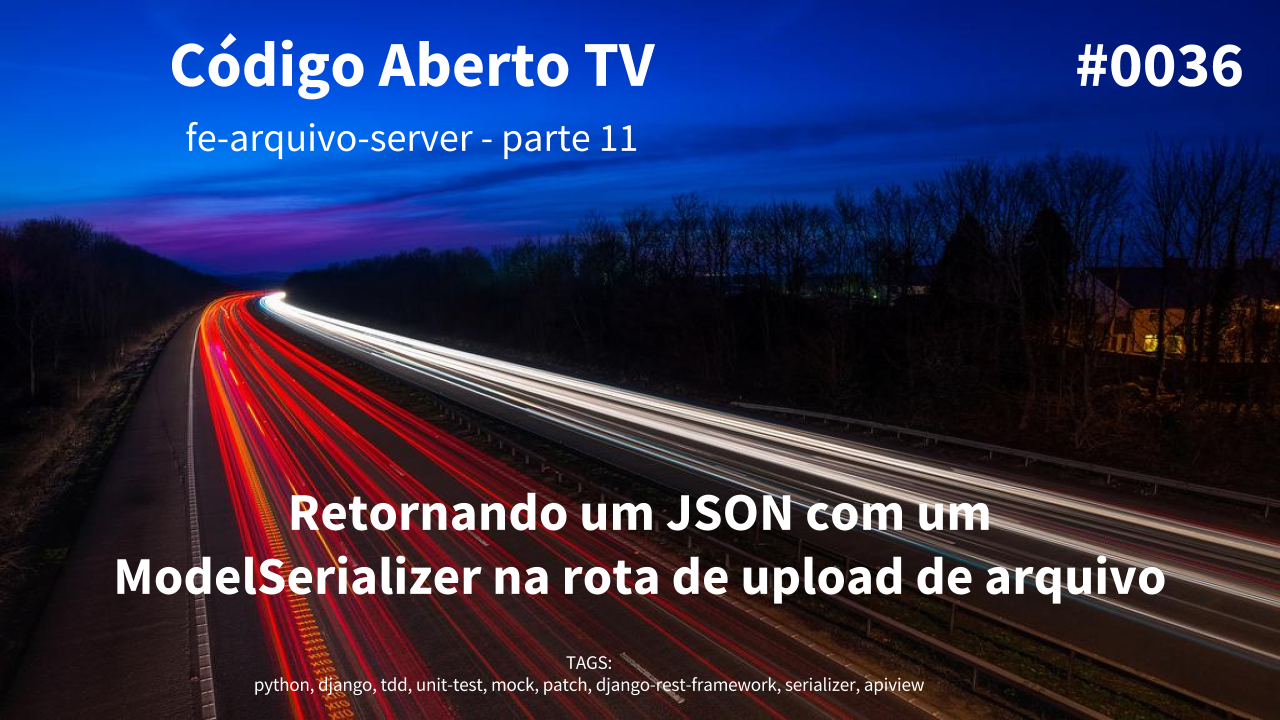 Código Aberto TV
#0036
fe-arquivo-server - parte 11
Retornando um JSON com um
ModelSerializer na rota de upload de arquivo
TAGS:
python, django, tdd, unit-test, mock, patch, django-rest-framework, serializer, apiview